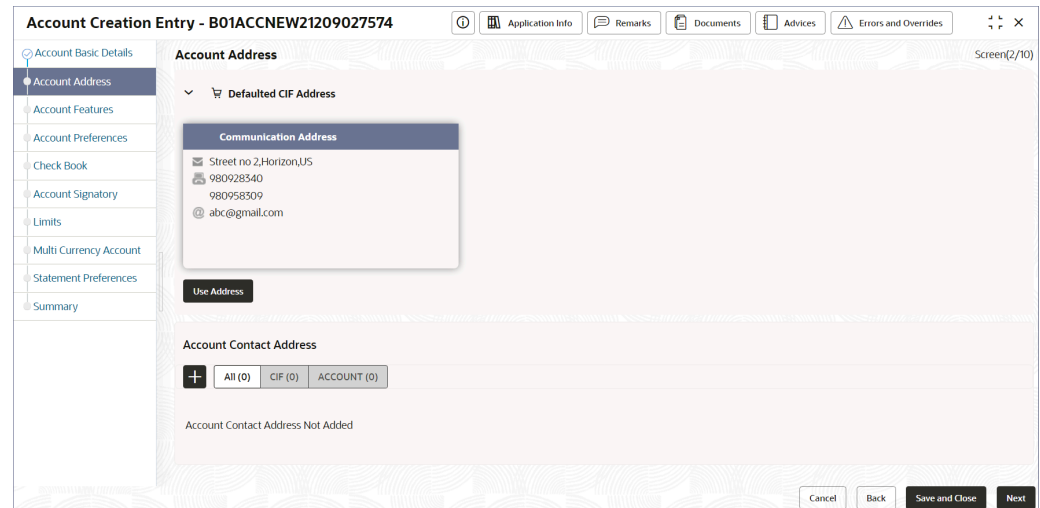 Account Creation Entry - B01ACCNEW21209027574
Application Info
Remarks
Documents
Advices
Errors and Overrides
Account Basic Details
Account Address
Account Features
Account Preferences
Check Book
Account Signatory
Limits
Multi Currency Account
Statement Preferences
Summary
Account Address
Screen(2/10)
Defaulted CIF Address
Communication Address
Street no 2,Horizon,US
980928340
980958309
@ abc@gmail.com
Use Address
Account Contact Address
All (0)
CIF (0)
ACCOUNT (0)
Account Contact Address Not Added
Cancel
Back
Save and Close
Next